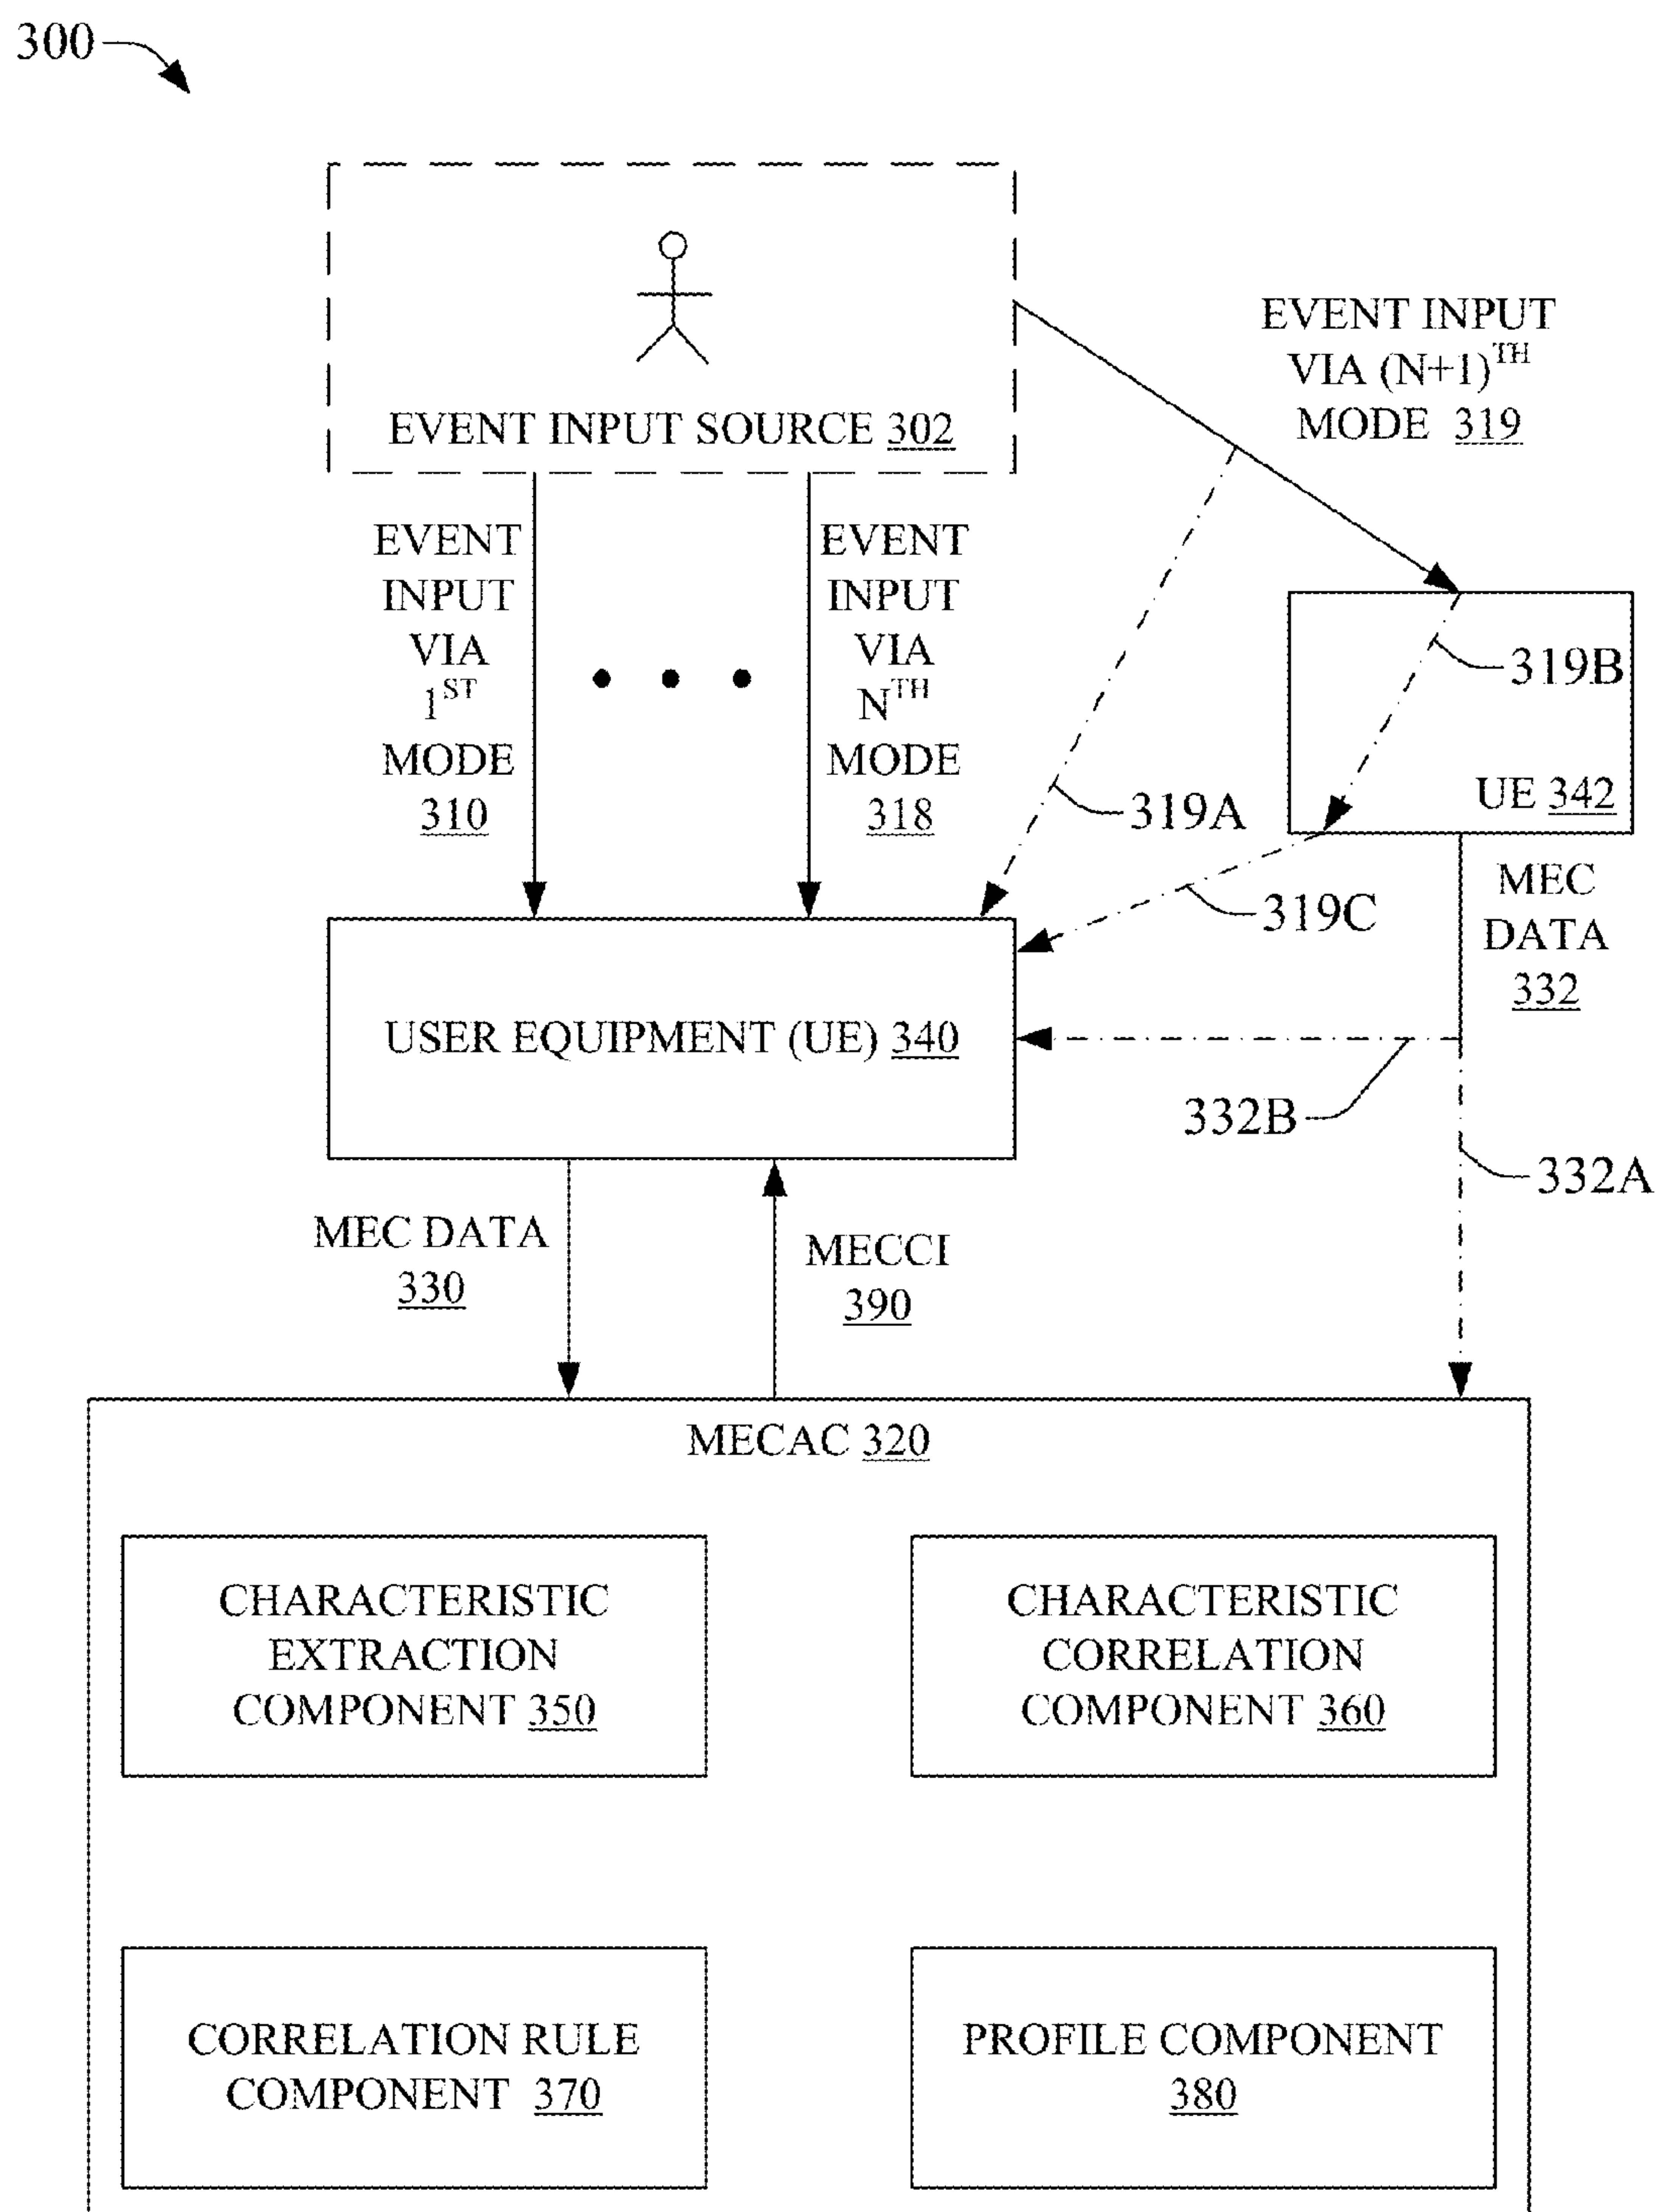 300
EVENT INPUT SOURCE 302
EVENT INPUT
VIA (N+1)TH
MODE 319
EVENT
INPUT
VIA
1ST
MODE
310
EVENT
INPUT
VIA
NTH
MODE
318
319B
UE 342
319A
319C
MEC
DATA
332
USER EQUIPMENT (UE) 340
332B
332A
MEC DATA
330
MECCI
390
MECAC 320
CHARACTERISTIC
EXTRACTION
COMPONENT 350
CHARACTERISTIC
CORRELATION
COMPONENT 360
CORRELATION RULE
COMPONENT 370
PROFILE COMPONENT
380